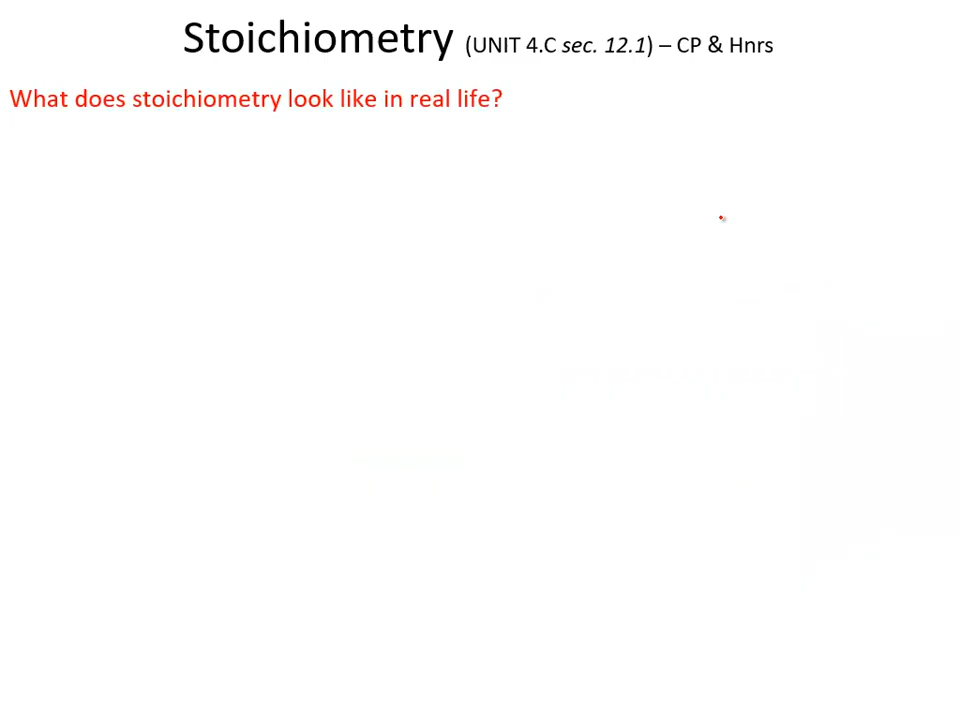 Stoichiometry (UNIT 4.C sec. 12.1) – CP & Hnrs
What does stoichiometry look like in real life?